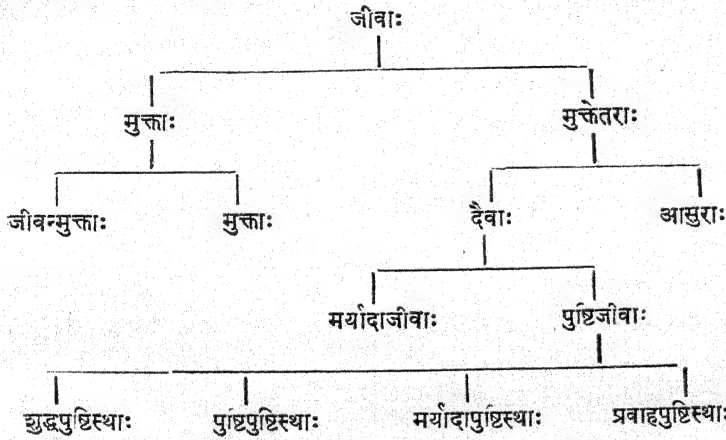 जीवाः
मुक्ताः मुक्तेतराः
जीवन्मुक्ताः मुक्ताः दैवाः आसुराः
मर्यादाजीवाः पुष्टिजीवाः
शुद्धपुष्टिस्थाः पुष्टिपुष्टिस्थाः मर्यादापुष्टिस्थाः प्रवाहपुष्टिस्थाः